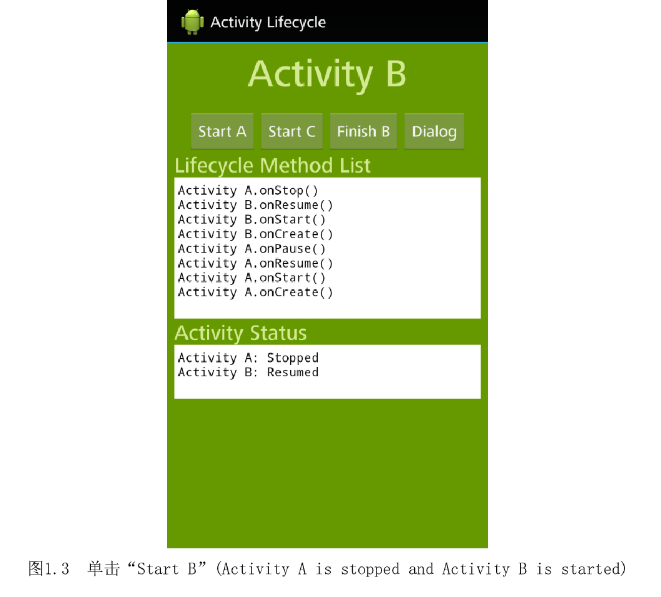 Activity Lifecycle
Activity B
Start A Start C Finish B Dialog
Lifecycle Method List
Activity A.onStop()
Activity B.onResume()
Activity B.onStart()
Activity B.onCreate()
Activity A.onPause()
Activity A.onResume()
Activity A.onStart()
Activity A.onCreate()
Activity Status
Activity A: Stopped
Activity B: Resumed
图1.3 单击“Start B”(Activity A is stopped and Activity B is started)